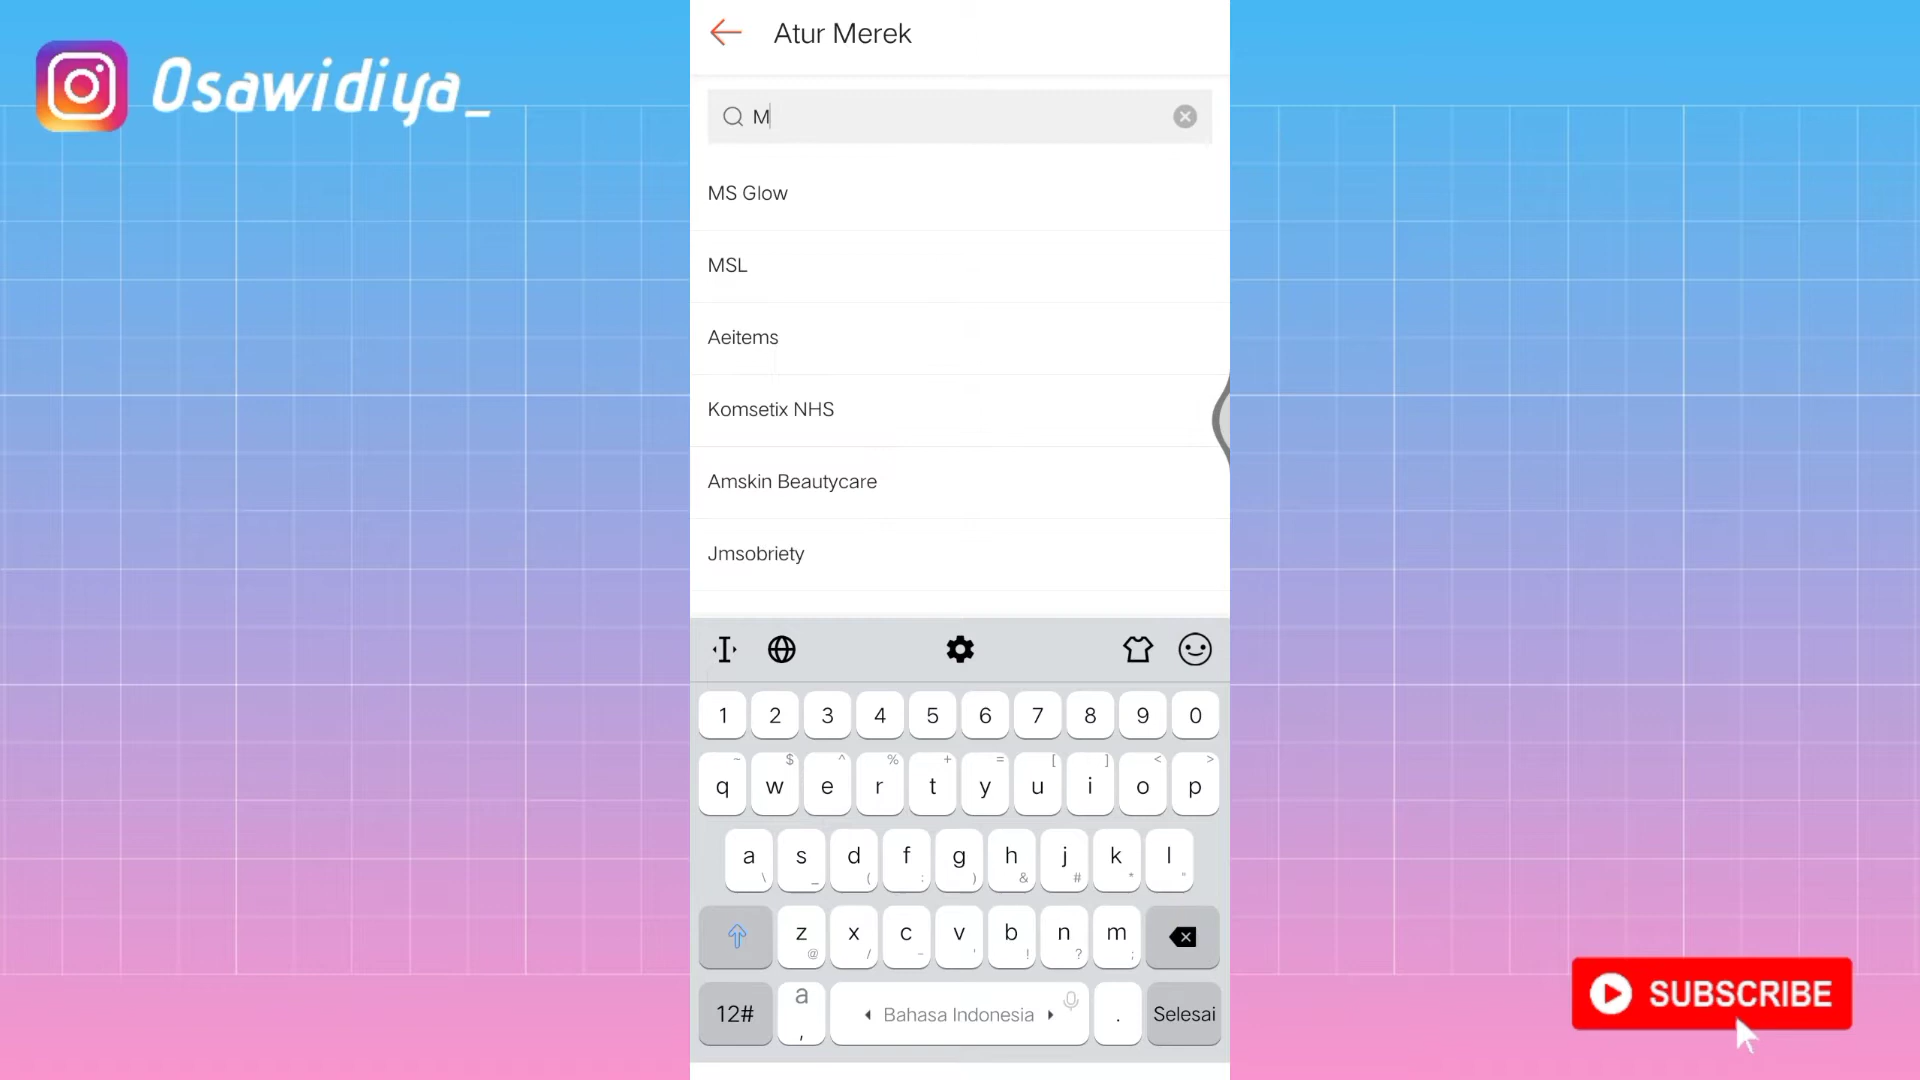 Osawidiya_
Atur Merek
M
MS Glow
MSL
Aeitems
Komsetix NHS
Amskin Beautycare
Jmsobriety
1 2 3 4 5 6 7 8 9 0
~ $ ^ % + = [ ] < >
q w e r t y u i o p
a s d f g h j k l
\ _ ( : ) & # * "
z x c v b n m
@ / - ' ! ? ;
12# a , Bahasa Indonesia . Selesai
SUBSCRIBE